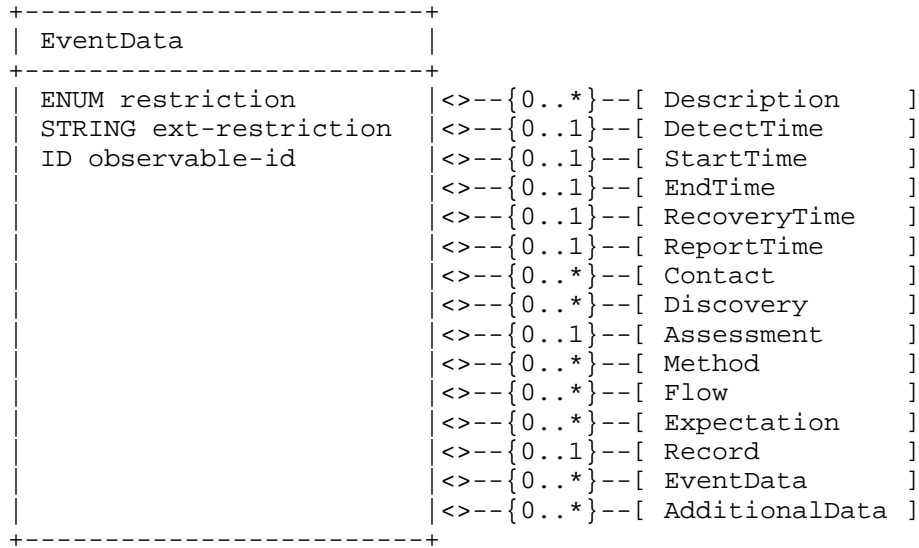 +-------------------------+
| EventData               |
+-------------------------+
| ENUM restriction        |<>--{0..*}--[ Description    ]
| STRING ext-restriction  |<>--{0..1}--[ DetectTime     ]
| ID observable-id        |<>--{0..1}--[ StartTime      ]
|                         |<>--{0..1}--[ EndTime        ]
|                         |<>--{0..1}--[ RecoveryTime   ]
|                         |<>--{0..1}--[ ReportTime     ]
|                         |<>--{0..*}--[ Contact        ]
|                         |<>--{0..*}--[ Discovery      ]
|                         |<>--{0..1}--[ Assessment     ]
|                         |<>--{0..*}--[ Method         ]
|                         |<>--{0..*}--[ Flow           ]
|                         |<>--{0..*}--[ Expectation    ]
|                         |<>--{0..1}--[ Record         ]
|                         |<>--{0..*}--[ EventData      ]
|                         |<>--{0..*}--[ AdditionalData ]
+-------------------------+